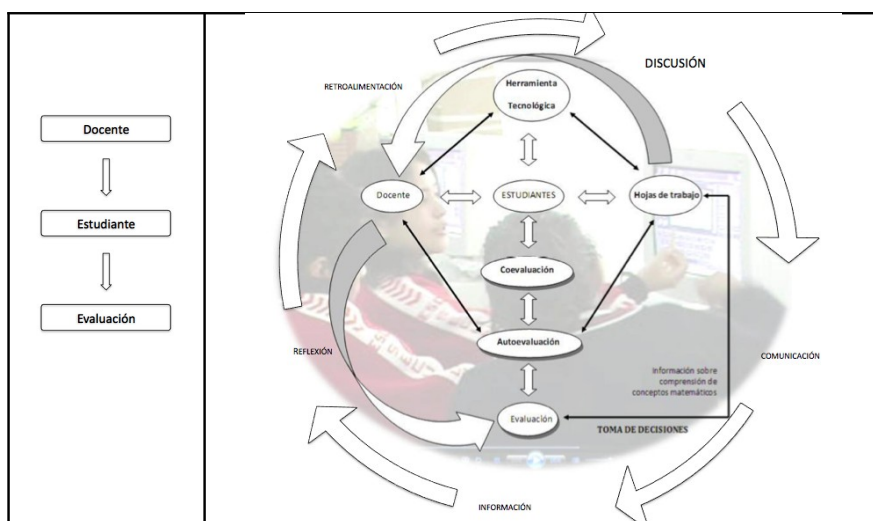 Docente
Estudiante
Evaluación
DISCUSIÓN
RETROALIMENTACIÓN
Herramienta
Tecnológica
Docente
ESTUDIANTES
Hojas de trabajo
Coevaluación
Autoevaluación
REFLEXIÓN
COMUNICACIÓN
Información sobre
comprensión de
conceptos matemáticos
Evaluación
TOMA DE DECISIONES
INFORMACIÓN